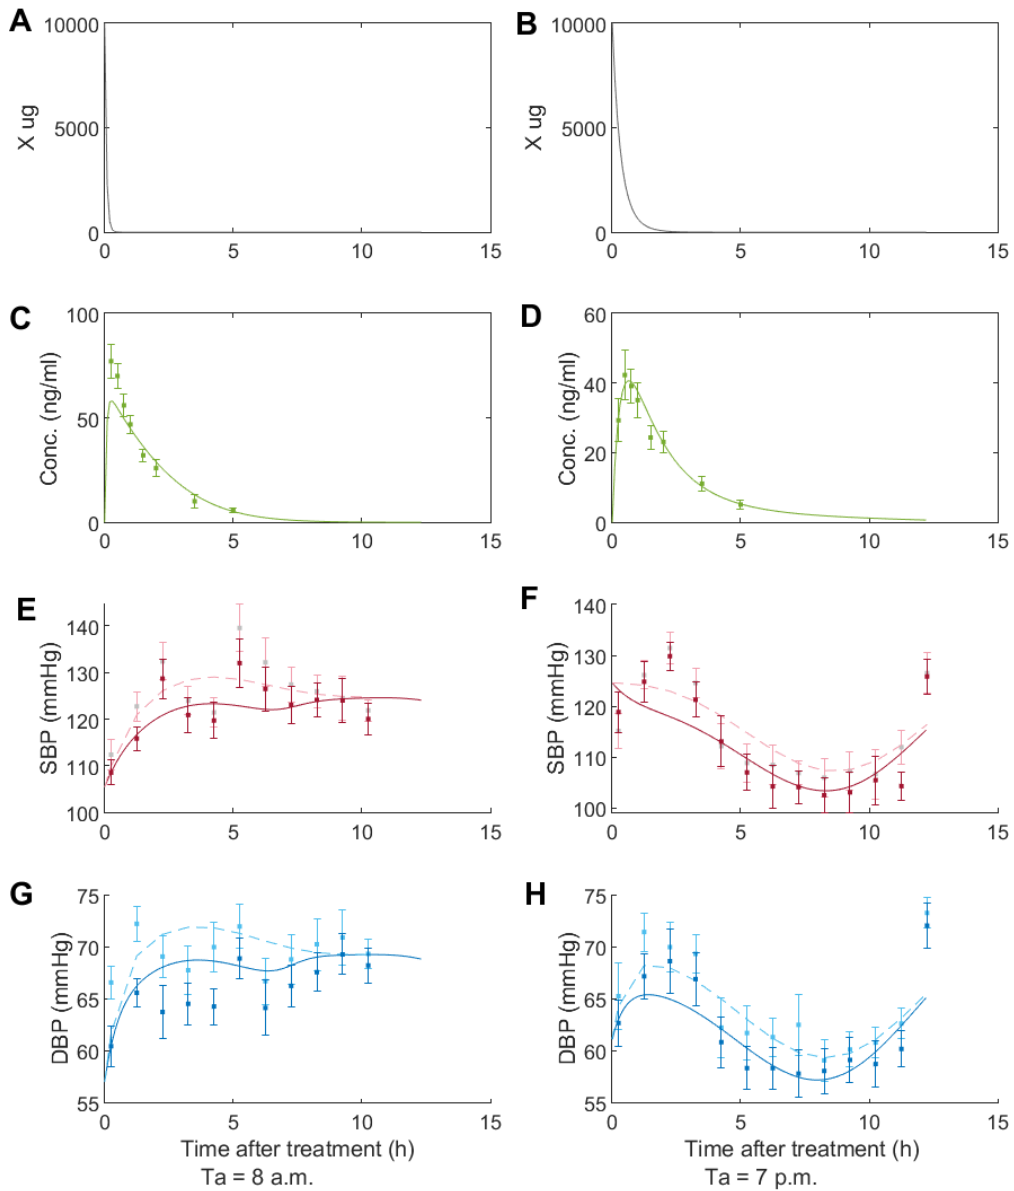 A
10000
5000
0
X ug
0 5 10 15
B
10000
5000
0
X ug
0 5 10 15
C
100
50
0
Conc. (ng/ml)
0 5 10 15
D
60
40
20
0
Conc. (ng/ml)
0 5 10 15
E
140
130
120
110
100
SBP (mmHg)
0 5 10 15
F
140
130
120
110
100
SBP (mmHg)
0 5 10 15
G
75
70
65
60
55
DBP (mmHg)
0 5 10 15
Time after treatment (h)
Ta = 8 a.m.
H
75
70
65
60
55
DBP (mmHg)
0 5 10 15
Time after treatment (h)
Ta = 7 p.m.